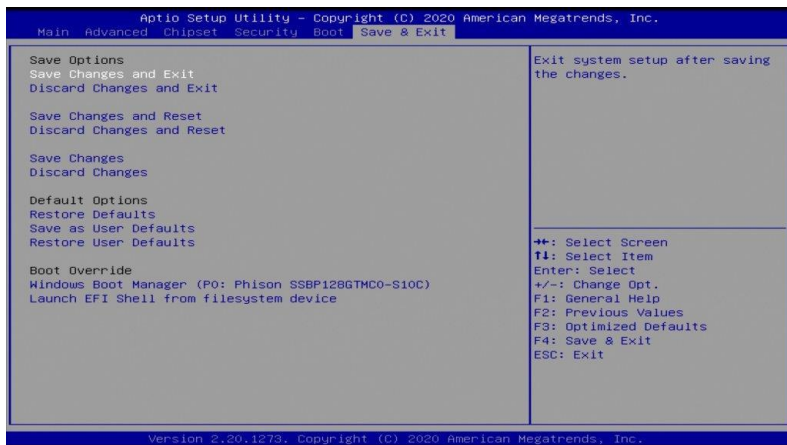 Aptio Setup Utility – Copyright (C) 2020 American Megatrends, Inc.
Main Advanced Chipset Security Boot Save & Exit
Save Options
Save Changes and Exit
Discard Changes and Exit
Save Changes and Reset
Discard Changes and Reset
Save Changes
Discard Changes
Default Options
Restore Defaults
Save as User Defaults
Restore User Defaults
Boot Override
Windows Boot Manager (P0: Phison SSBP128GTMC0-S10C)
Launch EFI Shell from filesystem device
Exit system setup after saving
the changes.
→←: Select Screen
↑↓: Select Item
Enter: Select
+/-: Change Opt.
F1: General Help
F2: Previous Values
F3: Optimized Defaults
F4: Save & Exit
ESC: Exit
Version 2.20.1273. Copyright (C) 2020 American Megatrends, Inc.